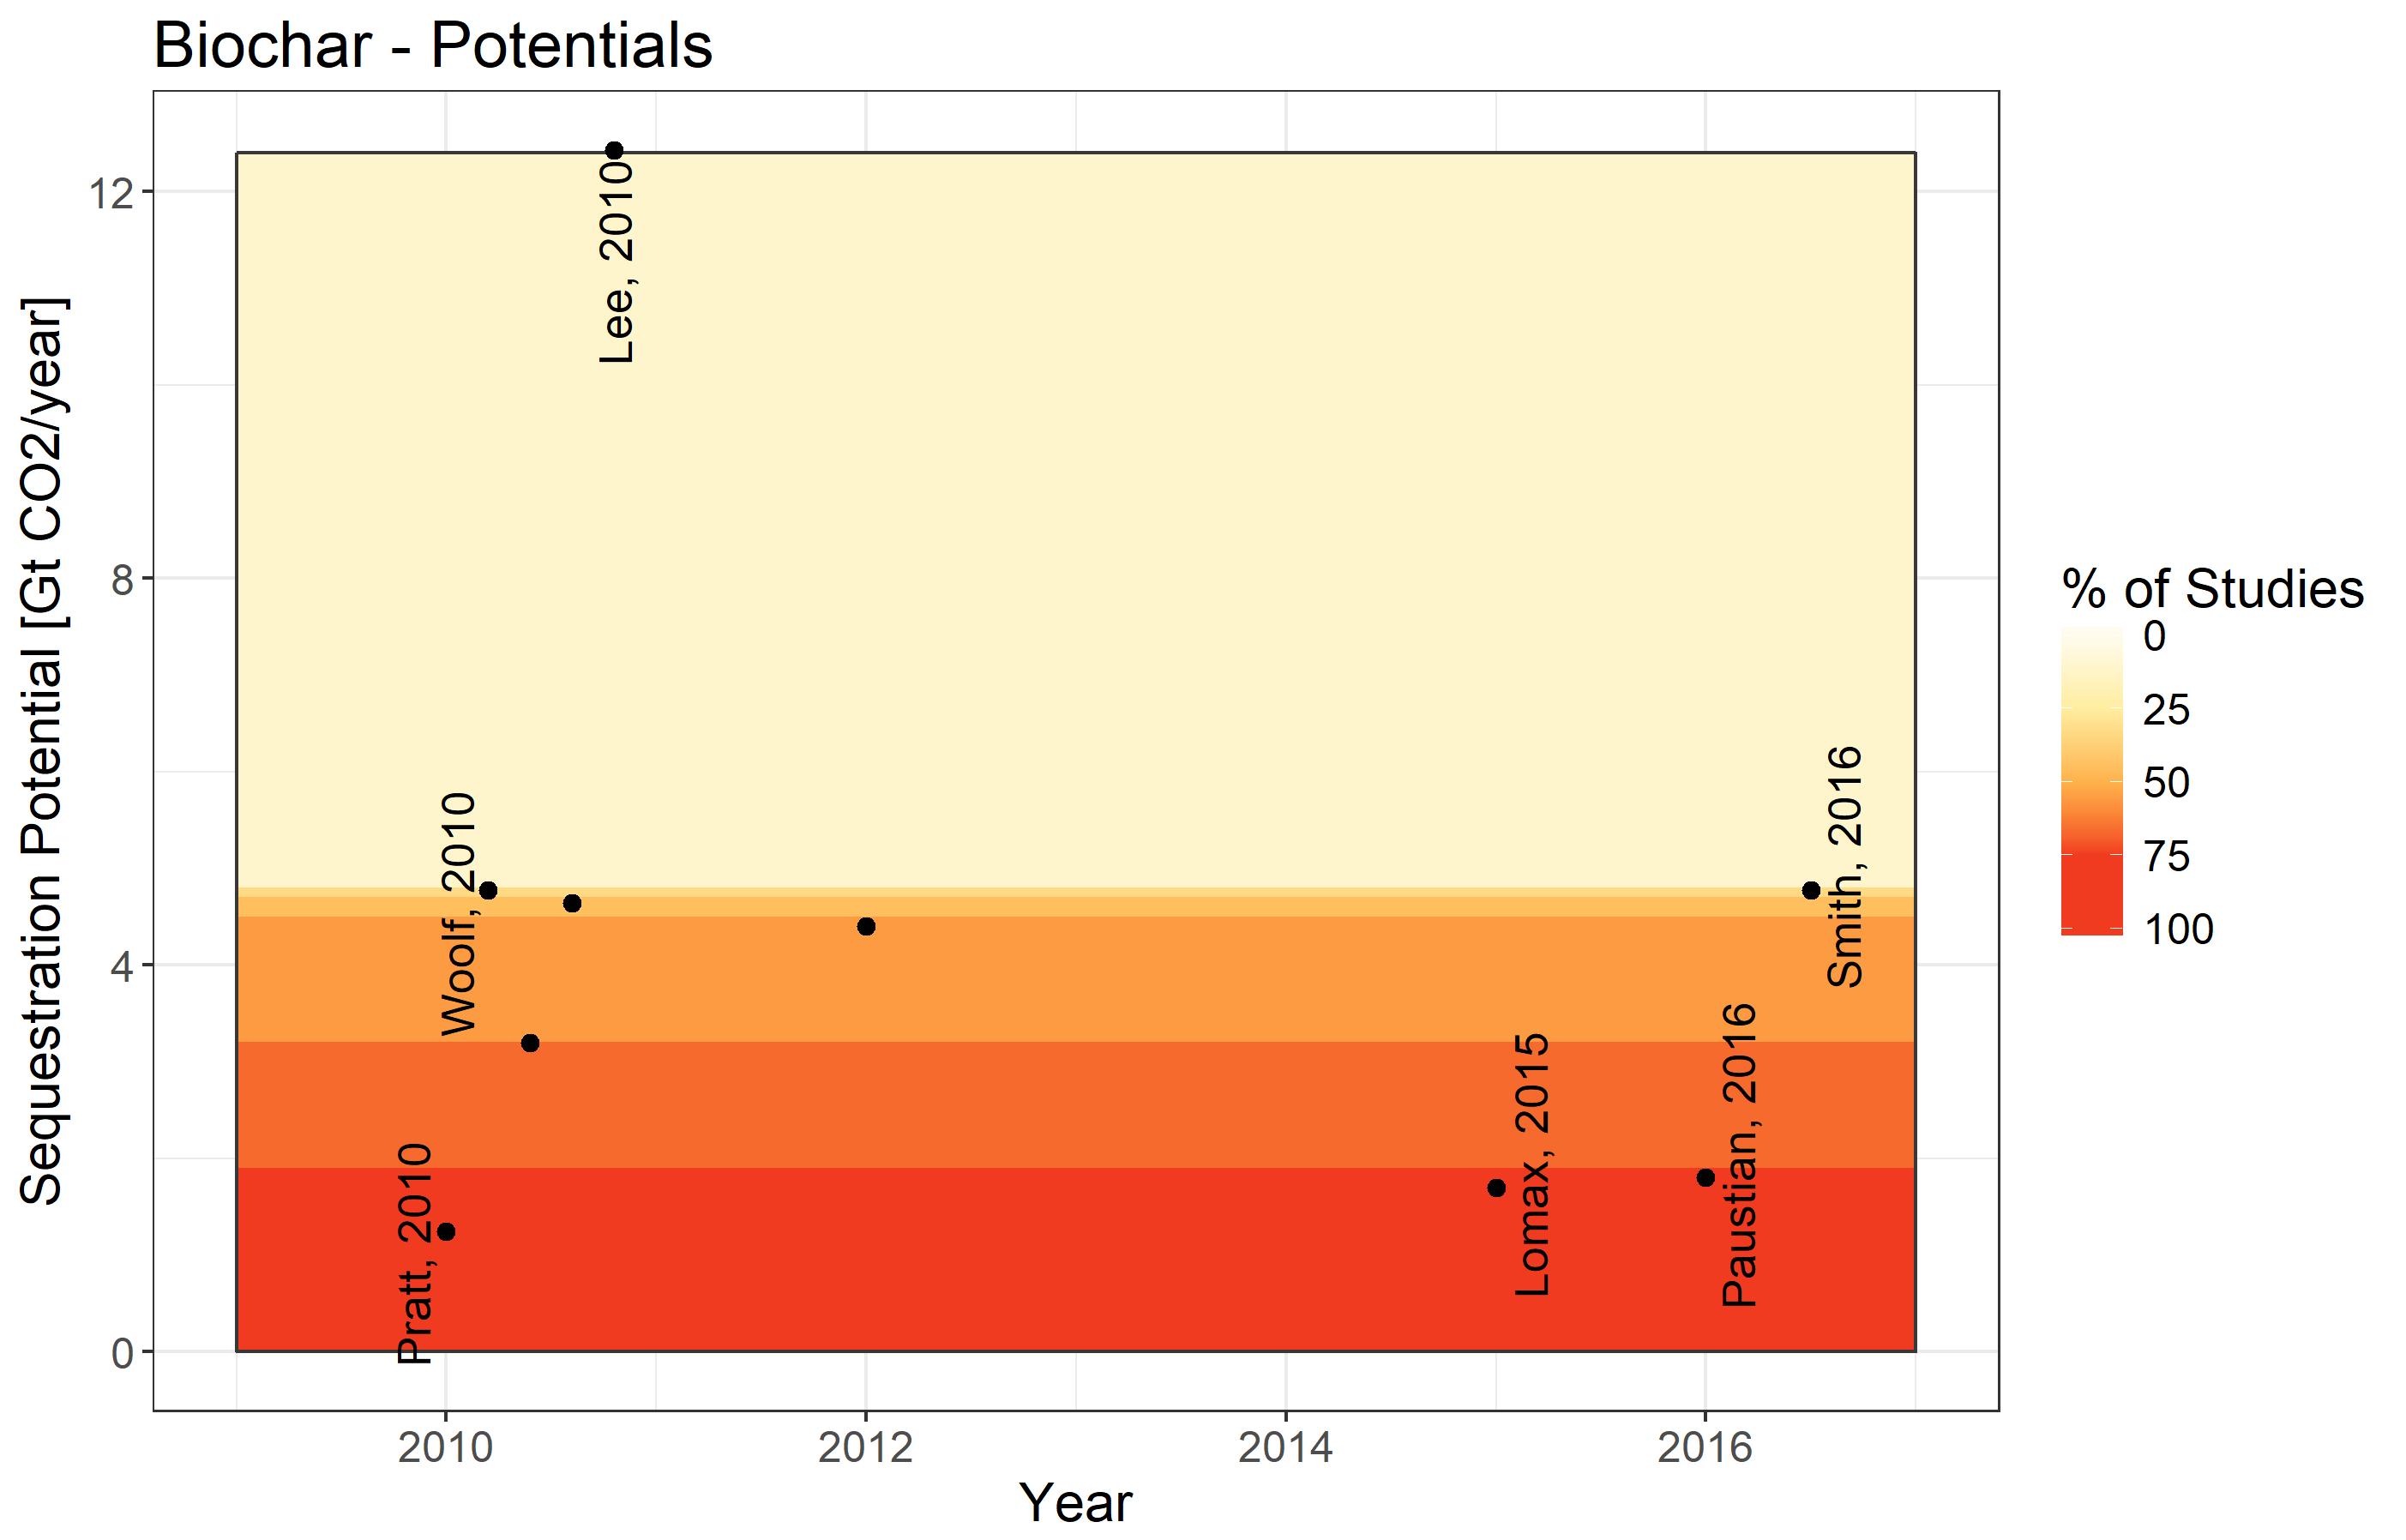 Biochar - Potentials
Sequestration Potential [Gt CO2/year]
12
8
4
0
Lee, 2010
Woolf, 2010
Pratt, 2010
Lomax, 2015
Paustian, 2016
Smith, 2016
2010
2012
2014
2016
Year
% of Studies
0
25
50
75
100